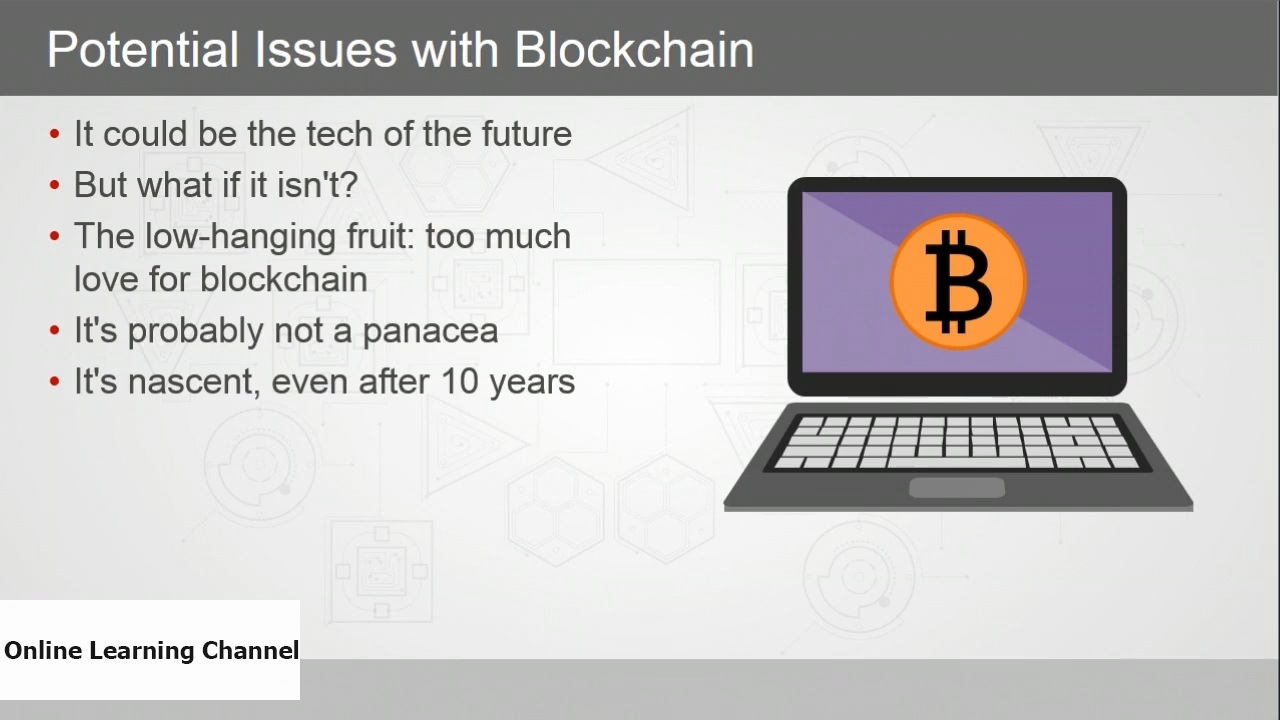 Potential Issues with Blockchain
• It could be the tech of the future
• But what if it isn't?
• The low-hanging fruit: too much
love for blockchain
• It's probably not a panacea
• It's nascent, even after 10 years
Online Learning Channel